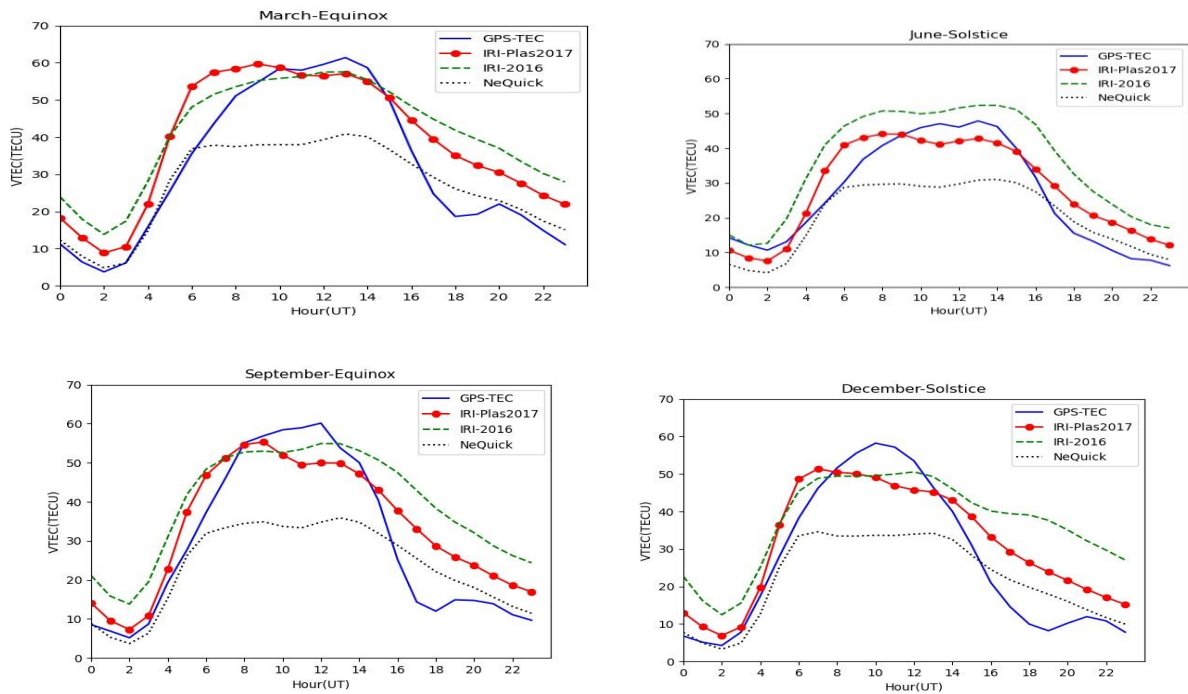 March-Equinox
70
60
50
40
30
20
10
0
VTEC(TECU)
GPS-TEC
IRI-Plas2017
IRI-2016
NeQuick
0 2 4 6 8 10 12 14 16 18 20 22
Hour(UT)
June-Solstice
70
60
50
40
30
20
10
0
VTEC(TECU)
GPS-TEC
IRI-Plas2017
IRI-2016
NeQuick
0 2 4 6 8 10 12 14 16 18 20 22
Hour(UT)
September-Equinox
70
60
50
40
30
20
10
0
VTEC(TECU)
GPS-TEC
IRI-Plas2017
IRI-2016
NeQuick
0 2 4 6 8 10 12 14 16 18 20 22
Hour(UT)
December-Solstice
70
60
50
40
30
20
10
0
VTEC(TECU)
GPS-TEC
IRI-Plas2017
IRI-2016
NeQuick
0 2 4 6 8 10 12 14 16 18 20 22
Hour(UT)